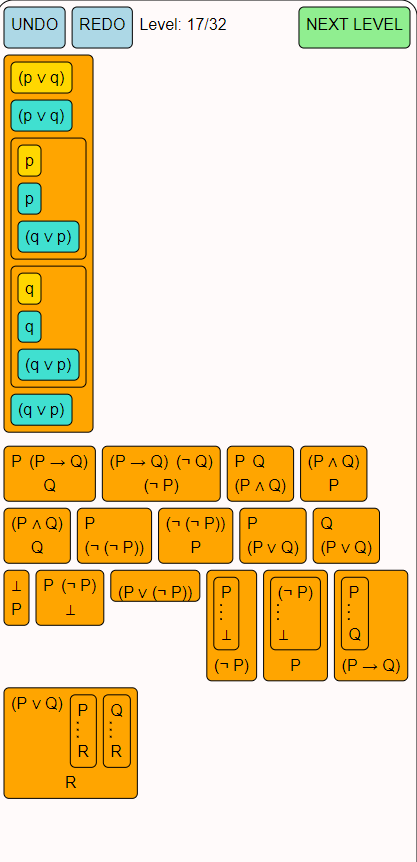 UNDO REDO Level: 17/32 NEXT LEVEL
(p ∨ q)
(p ∨ q)
p
p
(q ∨ p)
q
q
(q ∨ p)
(q ∨ p)
P (P → Q) (P → Q) (¬ Q) P Q (P ∧ Q)
Q (¬ P) (P ∧ Q) P
(P ∧ Q) P (¬ (¬ P)) P Q
Q (¬ (¬ P)) P (P ∨ Q) (P ∨ Q)
⊥ P (¬ P) (P ∨ (¬ P)) P (¬ P) P
P ⊥ ⋮ ⋮ ⋮
⊥ ⊥ Q
(¬ P) P (P → Q)
(P ∨ Q) P Q
⋮ ⋮
R R
R